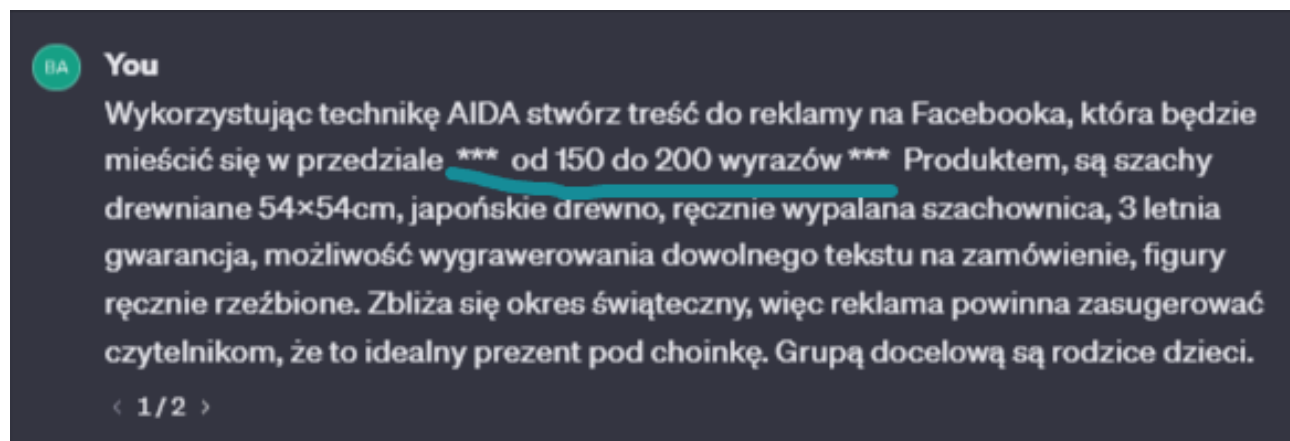 BA
You
Wykorzystując technikę AIDA stwórz treść do reklamy na Facebooka, która będzie
mieścić się w przedziale *** od 150 do 200 wyrazów *** Produktem, są szachy
drewniane 54×54cm, japońskie drewno, ręcznie wypalana szachownica, 3 letnia
gwarancja, możliwość wygrawerowania dowolnego tekstu na zamówienie, figury
ręcznie rzeźbione. Zbliża się okres świąteczny, więc reklama powinna zasugerować
czytelnikom, że to idealny prezent pod choinkę. Grupą docelową są rodzice dzieci.
< 1/2 >